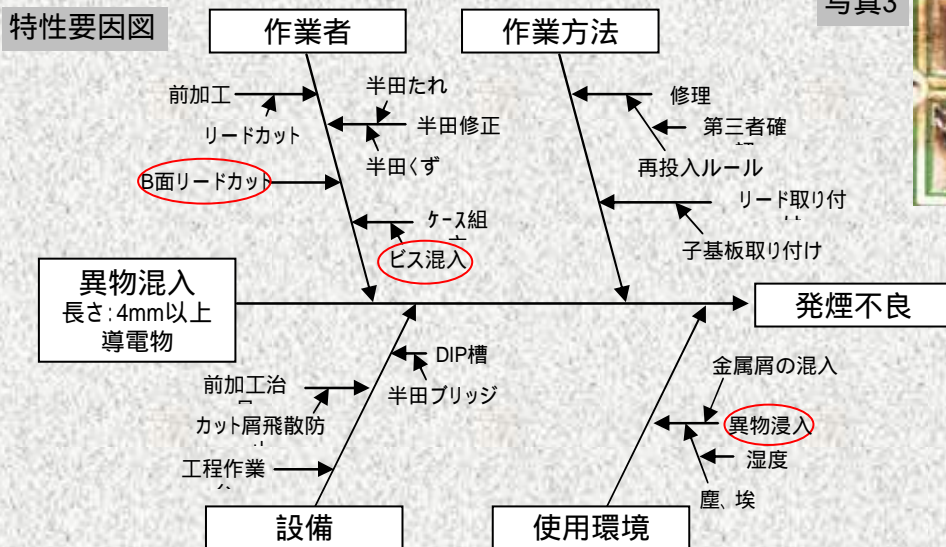 特性要因図
写真3
作業者
作業方法
前加工
リードカット
半田たれ
半田修正
半田くず
B面リードカット
ケース組
ビス混入
修理
第三者確
再投入ルール
リード取り付
子基板取り付け
異物混入
長さ:4mm以上
導電物
発煙不良
DIP槽
半田ブリッジ
前加工治
カット屑飛散防
工程作業
金属屑の混入
異物浸入
湿度
塵、埃
設備
使用環境